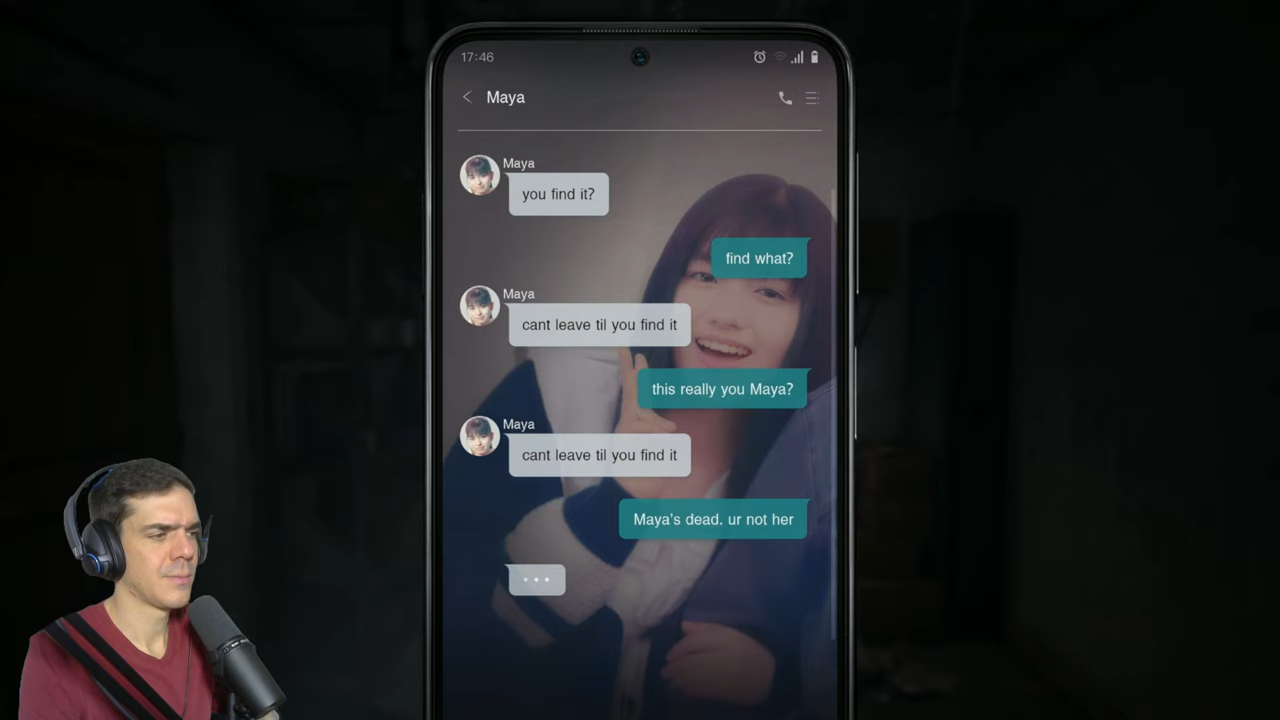 17:46
Maya
Maya
you find it?
find what?
Maya
cant leave til you find it
this really you Maya?
Maya
cant leave til you find it
Maya's dead. ur not her
...